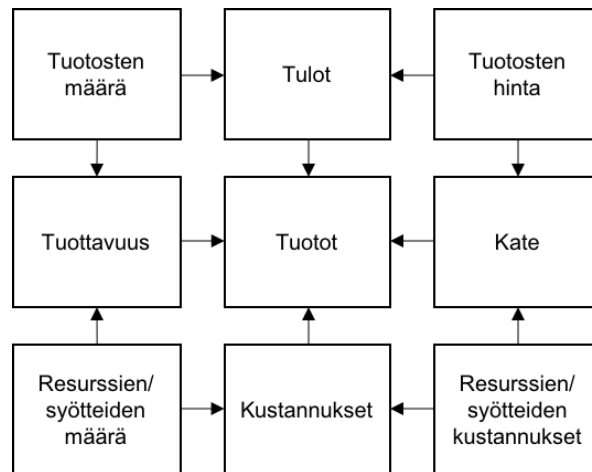 Tuotosten
määrä
Tulot
Tuotosten
hinta
Tuottavuus
Tuotot
Kate
Resurssien/
syötteiden
määrä
Kustannukset
Resurssien/
syötteiden
kustannukset